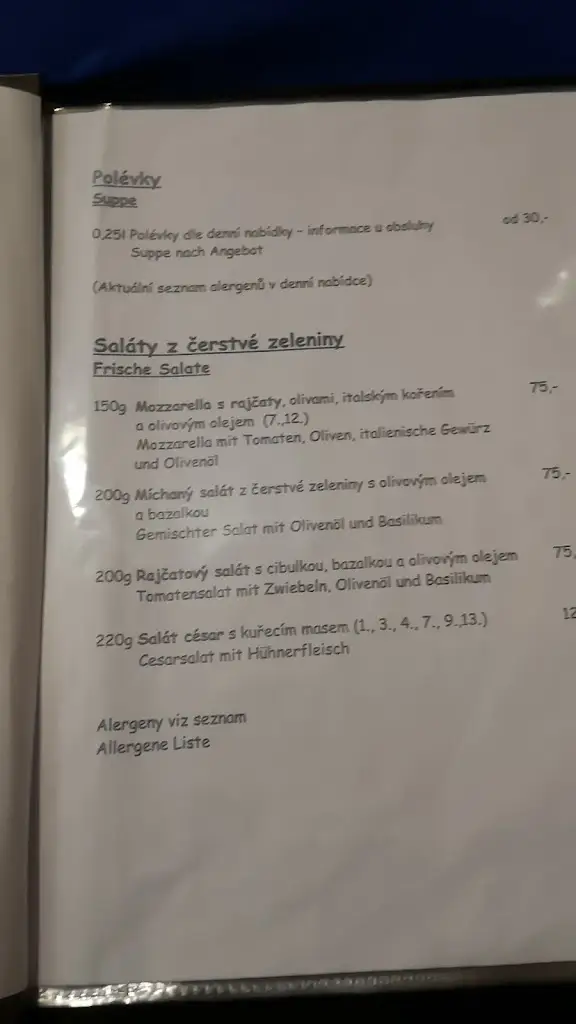 Polévky
Suppe
0,25l Polévky dle denní nabídky – informace u obsluhy od 30,-
Suppe nach Angebot
(Aktuální seznam alergenů v denní nabídce)
Saláty z čerstvé zeleniny
Frische Salate
150g Mozzarella s rajčaty, olivami, italským kořením 75,-
a olivovým olejem (7.,12.)
Mozzarella mit Tomaten, Oliven, italienische Gewürz
und Olivenöl
200g Míchaný salát z čerstvé zeleniny s olivovým olejem 75,-
a bazalkou
Gemischter Salat mit Olivenöl und Basilikum
200g Rajčatový salát s cibulkou, bazalkou a olivovým olejem 75,
Tomatensalat mit Zwiebeln, Olivenöl und Basilikum
220g Salát césar s kuřecím masem (1., 3., 4., 7., 9.,13.) 12
Cesarsalat mit Hühnerfleisch
Alergeny viz seznam
Allergene Liste